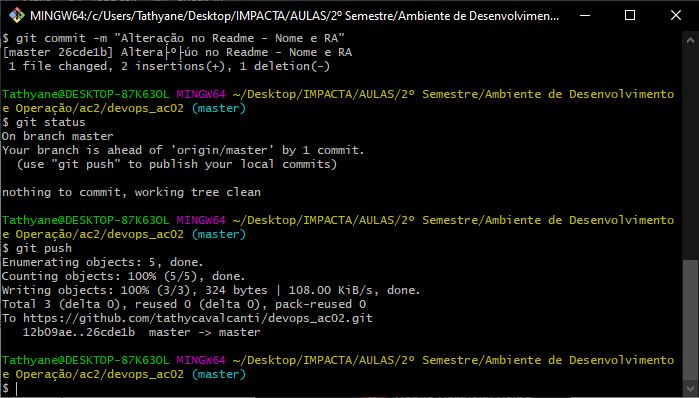 MINGW64:/c/Users/Tathyane/Desktop/IMPACTA/AULAS/2º Semestre/Ambiente de Desenvolvimen...
$ git commit -m "Alteração no Readme - Nome e RA"
[master 26cde1b] Altera├º├úo no Readme - Nome e RA
1 file changed, 2 insertions(+), 1 deletion(-)
Tathyane@DESKTOP-87K63OL MINGW64 ~/Desktop/IMPACTA/AULAS/2º Semestre/Ambiente de Desenvolvimento
e Operação/ac2/devops_ac02 (master)
$ git status
On branch master
Your branch is ahead of 'origin/master' by 1 commit.
(use "git push" to publish your local commits)
nothing to commit, working tree clean
Tathyane@DESKTOP-87K63OL MINGW64 ~/Desktop/IMPACTA/AULAS/2º Semestre/Ambiente de Desenvolvimento
e Operação/ac2/devops_ac02 (master)
$ git push
Enumerating objects: 5, done.
Counting objects: 100% (5/5), done.
Writing objects: 100% (3/3), 324 bytes | 108.00 KiB/s, done.
Total 3 (delta 0), reused 0 (delta 0), pack-reused 0
To https://github.com/tathycavalcanti/devops_ac02.git
12b09ae..26cde1b  master -> master
Tathyane@DESKTOP-87K63OL MINGW64 ~/Desktop/IMPACTA/AULAS/2º Semestre/Ambiente de Desenvolvimento
e Operação/ac2/devops_ac02 (master)
$